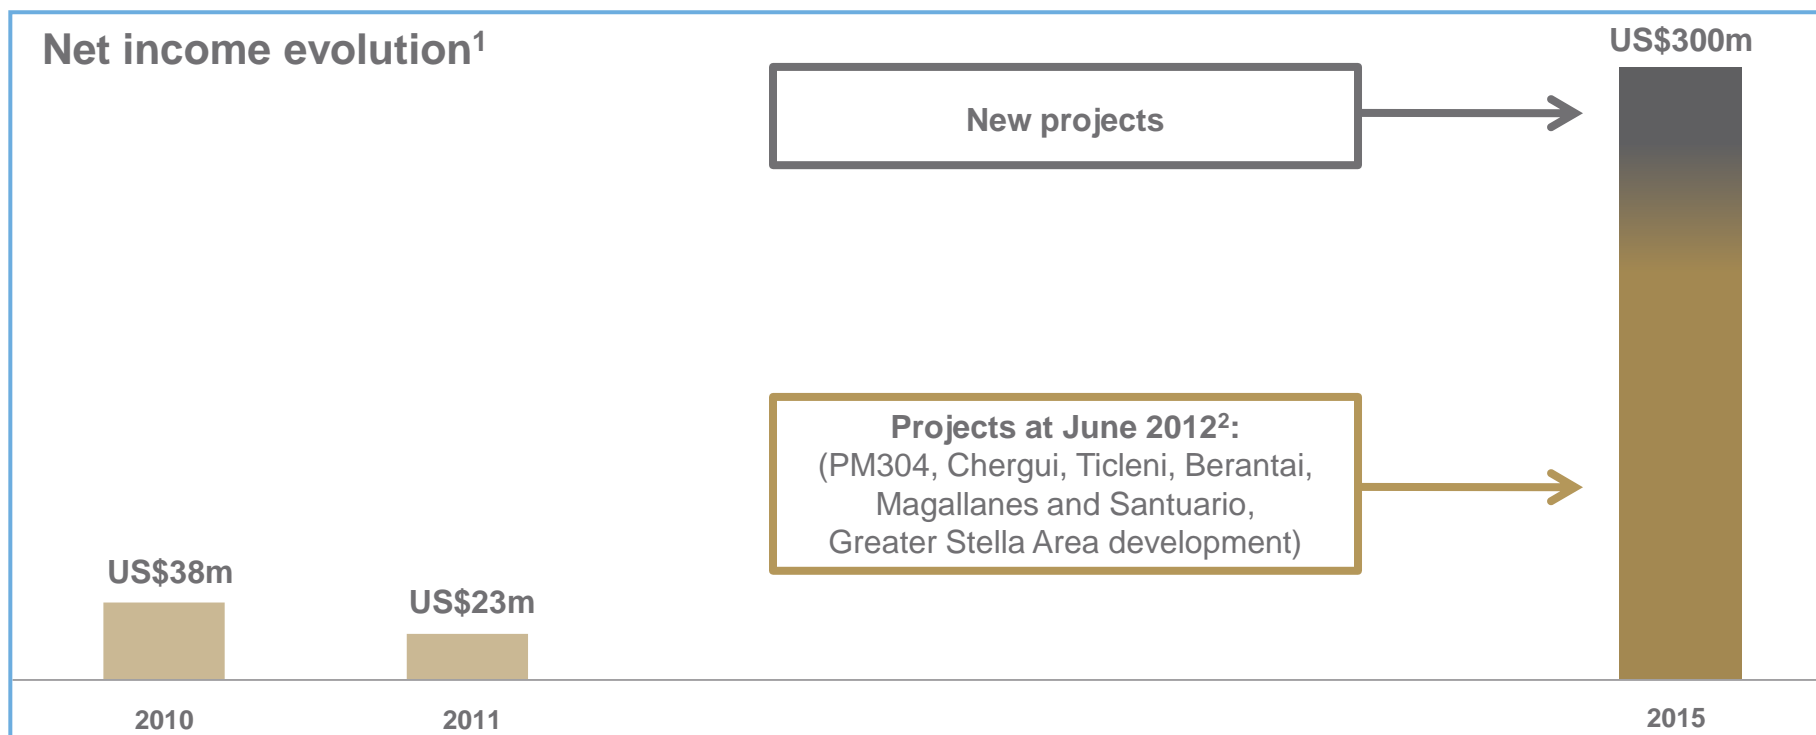 Net income evolution¹
US$300m
New projects
Projects at June 2012²:
(PM304, Chergui, Ticleni, Berantai,
Magallanes and Santuario,
Greater Stella Area development)
US$38m
US$23m
2010
2011
2015